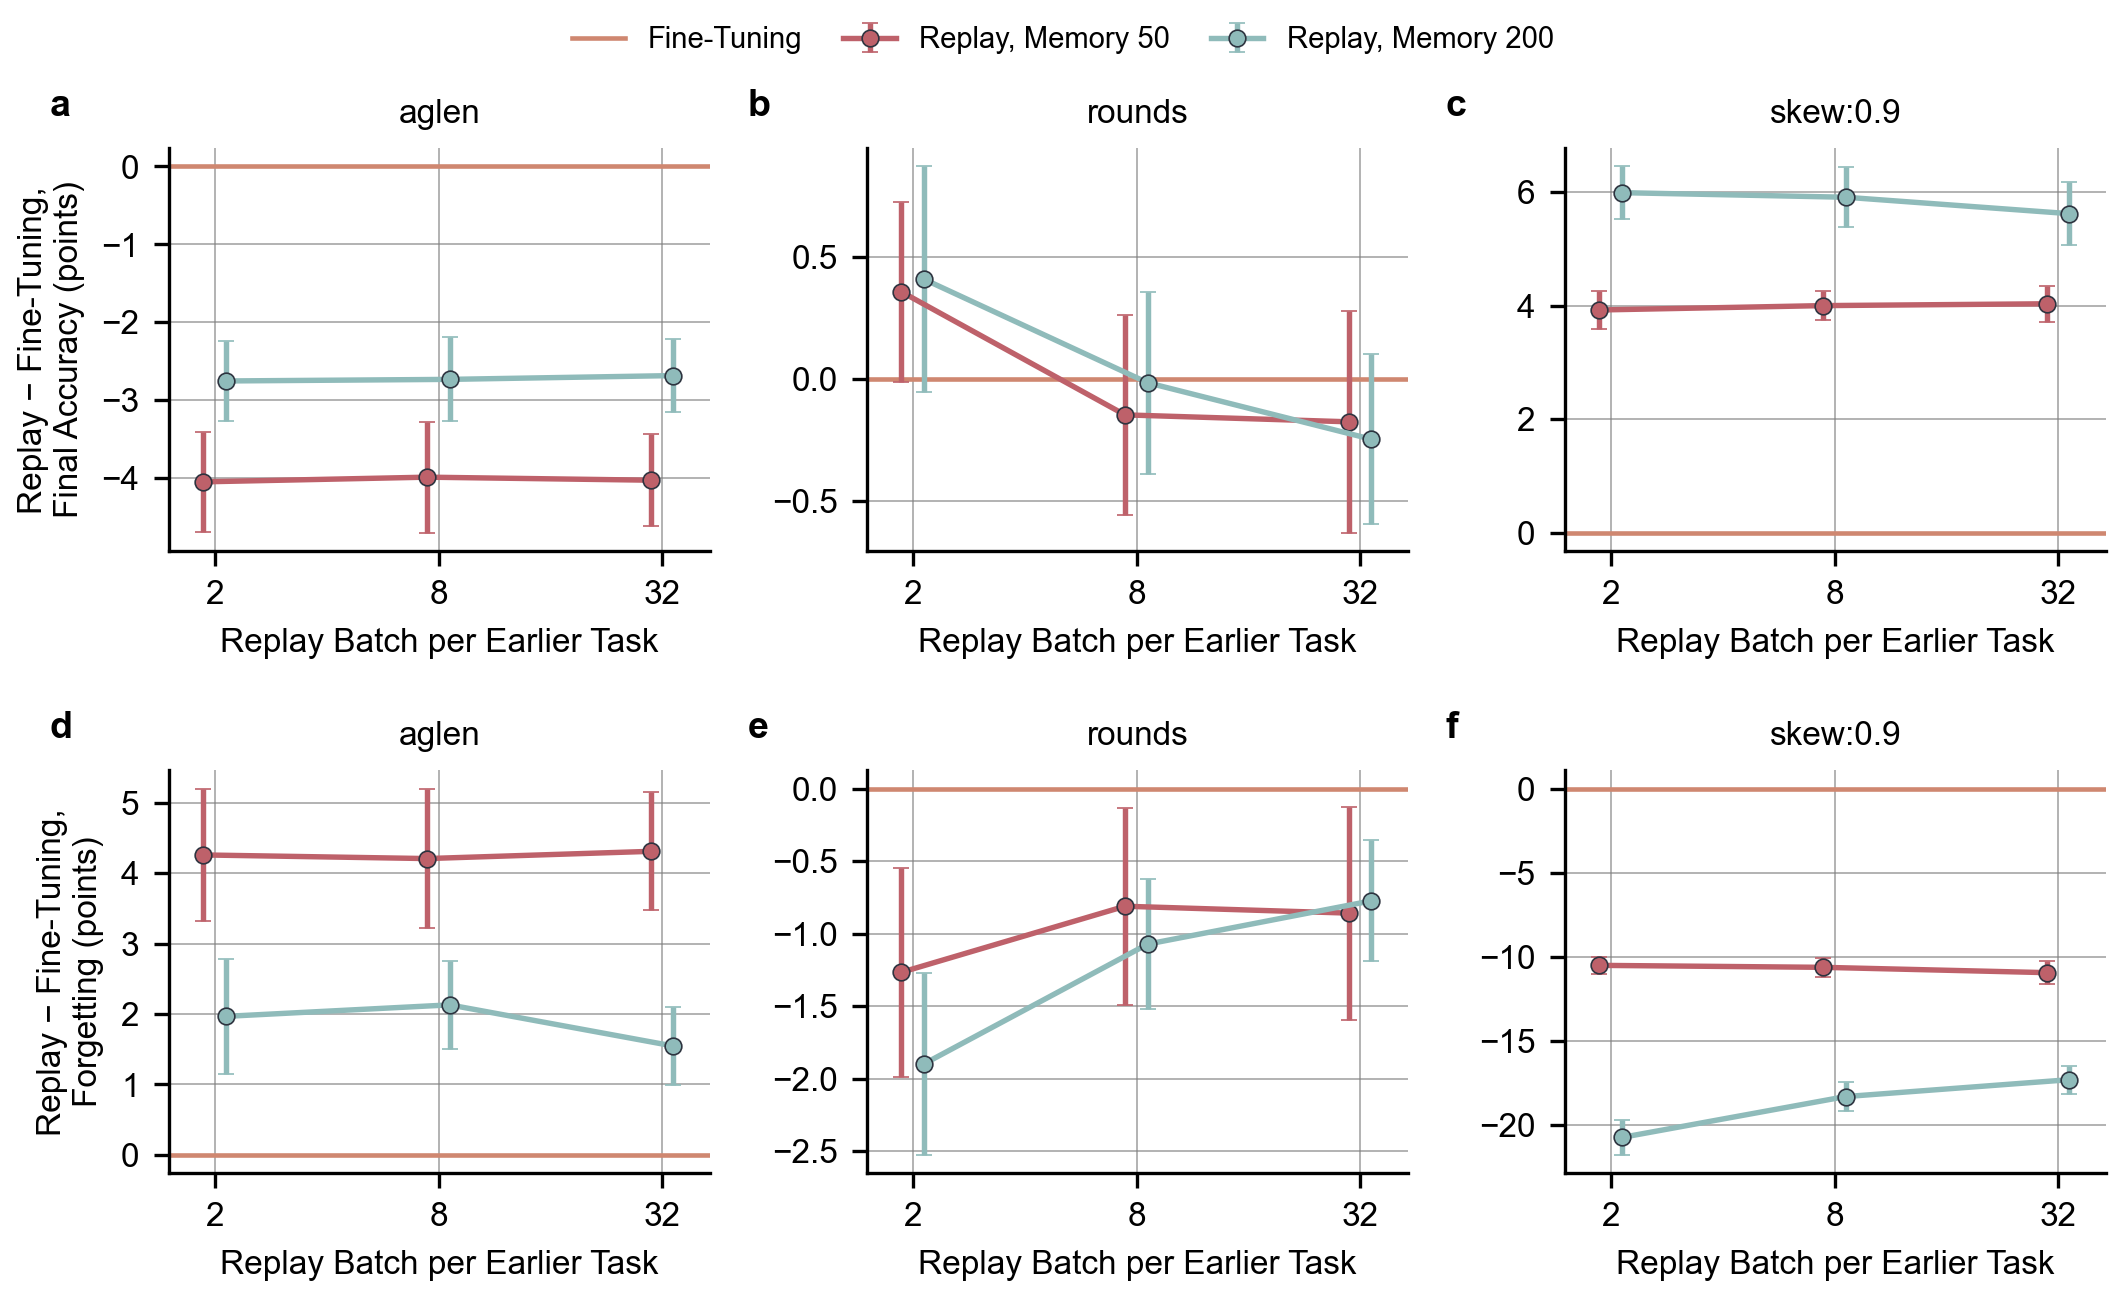 Fine-Tuning Replay, Memory 50 Replay, Memory 200
a aglen
b rounds
c skew:0.9
Replay − Fine-Tuning,
Final Accuracy (points)
0
−1
−2
−3
−4
2 8 32
Replay Batch per Earlier Task
0.5
0.0
−0.5
2 8 32
Replay Batch per Earlier Task
6
4
2
0
2 8 32
Replay Batch per Earlier Task
d aglen
e rounds
f skew:0.9
Replay − Fine-Tuning,
Forgetting (points)
5
4
3
2
1
0
2 8 32
Replay Batch per Earlier Task
0.0
−0.5
−1.0
−1.5
−2.0
−2.5
2 8 32
Replay Batch per Earlier Task
0
−5
−10
−15
−20
2 8 32
Replay Batch per Earlier Task